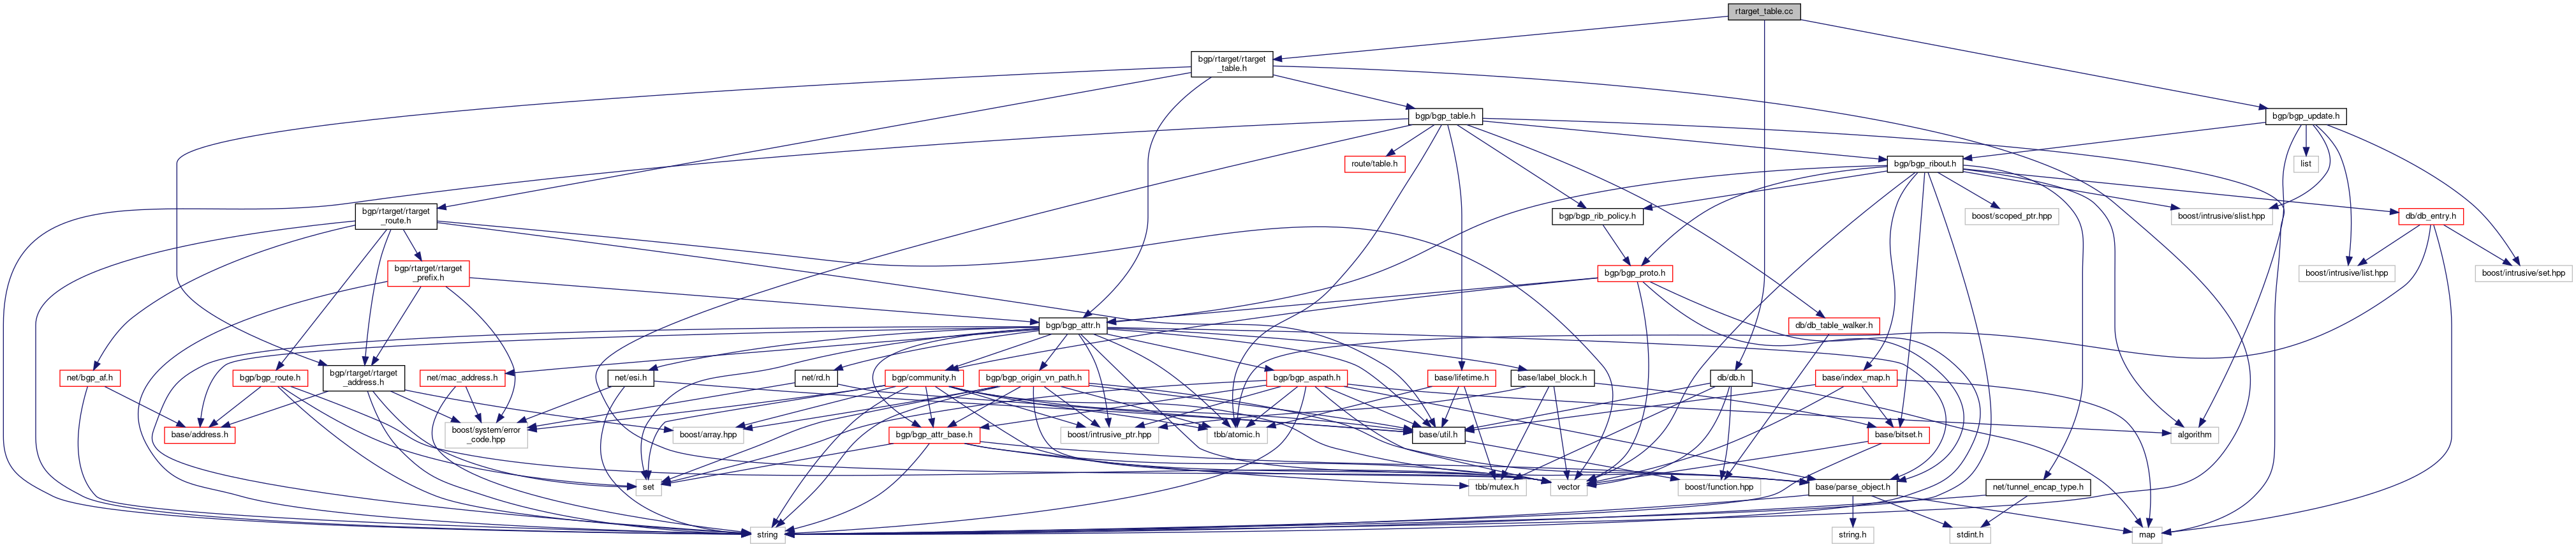 rtarget_table.cc
bgp/rtarget/rtarget
_table.h
bgp/bgp_table.h
bgp/bgp_update.h
route/table.h
bgp/bgp_ribout.h
list
bgp/rtarget/rtarget
_route.h
bgp/bgp_rib_policy.h
boost/scoped_ptr.hpp
boost/intrusive/slist.hpp
db/db_entry.h
bgp/rtarget/rtarget
_prefix.h
bgp/bgp_proto.h
boost/intrusive/list.hpp
boost/intrusive/set.hpp
bgp/bgp_attr.h
db/db_table_walker.h
net/bgp_af.h
bgp/bgp_route.h
bgp/rtarget/rtarget
_address.h
net/mac_address.h
net/esi.h
net/rd.h
bgp/community.h
bgp/bgp_origin_vn_path.h
bgp/bgp_aspath.h
base/lifetime.h
base/label_block.h
db/db.h
base/index_map.h
base/address.h
boost/system/error
_code.hpp
boost/array.hpp
bgp/bgp_attr_base.h
boost/intrusive_ptr.hpp
tbb/atomic.h
base/util.h
base/bitset.h
algorithm
set
tbb/mutex.h
vector
boost/function.hpp
base/parse_object.h
net/tunnel_encap_type.h
string
string.h
stdint.h
map